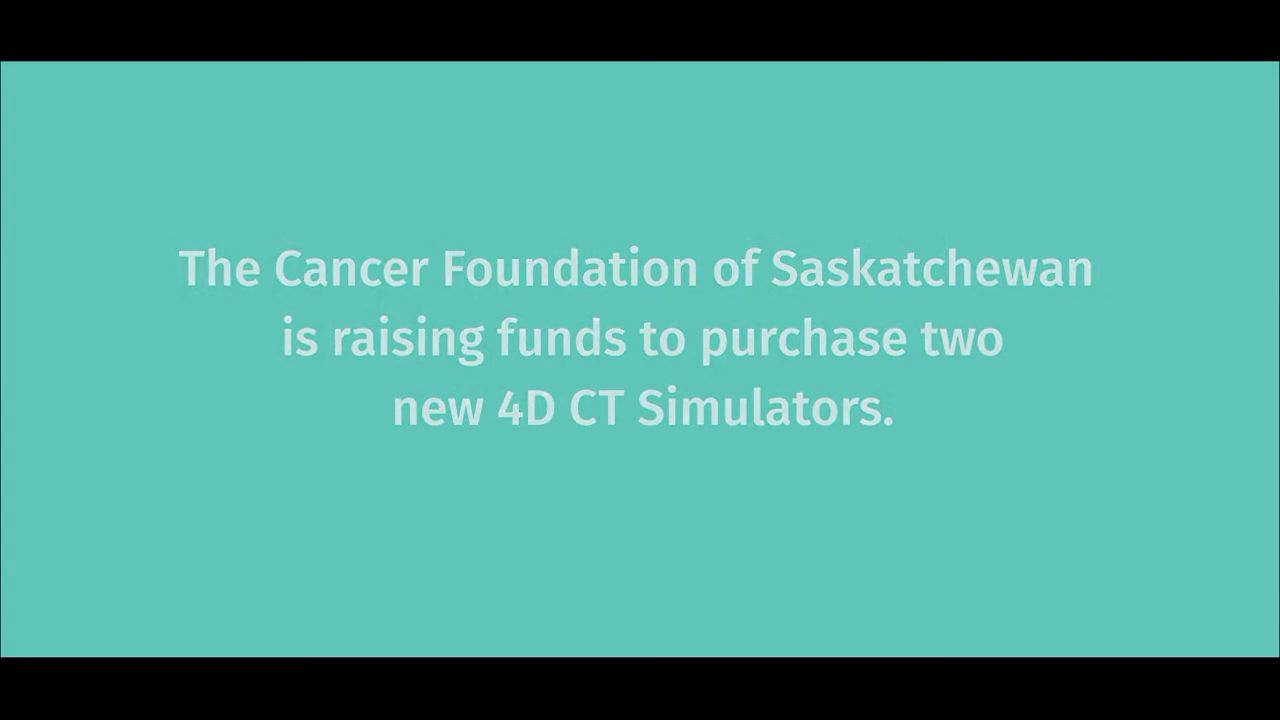 The Cancer Foundation of Saskatchewan
is raising funds to purchase two
new 4D CT Simulators.